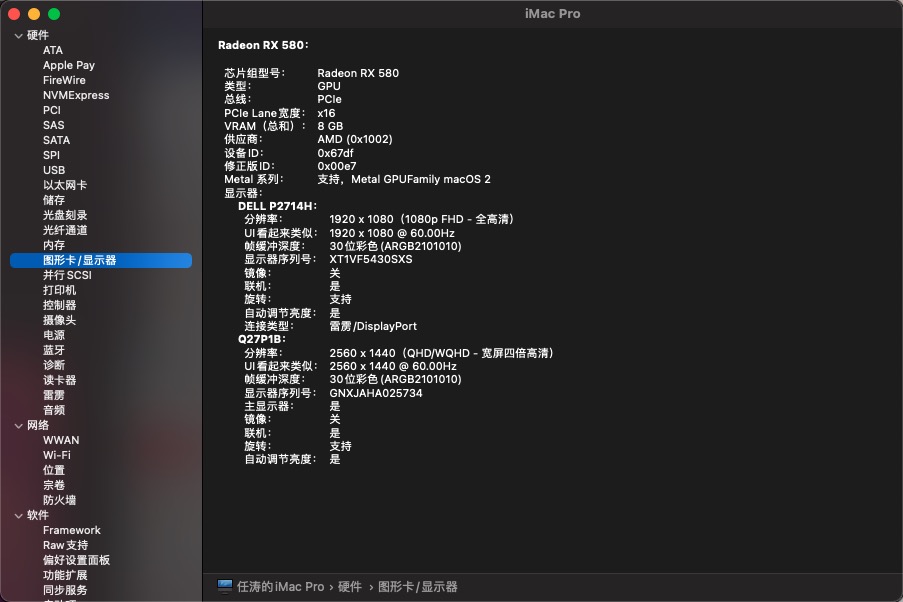 iMac Pro
硬件
ATA
Apple Pay
FireWire
NVMExpress
PCI
SAS
SATA
SPI
USB
以太网卡
储存
光盘刻录
光纤通道
内存
图形卡/显示器
并行SCSI
打印机
控制器
摄像头
电源
蓝牙
诊断
读卡器
雷雳
音频
网络
WWAN
Wi-Fi
位置
宗卷
防火墙
软件
Framework
Raw支持
偏好设置面板
功能扩展
同步服务
Radeon RX 580:
芯片组型号: Radeon RX 580
类型: GPU
总线: PCIe
PCIe Lane宽度: x16
VRAM（总和）: 8 GB
供应商: AMD (0x1002)
设备ID: 0x67df
修正版ID: 0x00e7
Metal 系列: 支持，Metal GPUFamily macOS 2
显示器:
DELL P2714H:
分辨率: 1920 x 1080（1080p FHD - 全高清）
UI看起来类似: 1920 x 1080 @ 60.00Hz
帧缓冲深度: 30位彩色(ARGB2101010)
显示器序列号: XT1VF5430SXS
镜像: 关
联机: 是
旋转: 支持
自动调节亮度: 是
连接类型: 雷雳/DisplayPort
Q27P1B:
分辨率: 2560 x 1440（QHD/WQHD - 宽屏四倍高清）
UI看起来类似: 2560 x 1440 @ 60.00Hz
帧缓冲深度: 30位彩色(ARGB2101010)
显示器序列号: GNXJAHA025734
主显示器: 是
镜像: 关
联机: 是
旋转: 支持
自动调节亮度: 是
任涛的iMac Pro › 硬件 › 图形卡/显示器